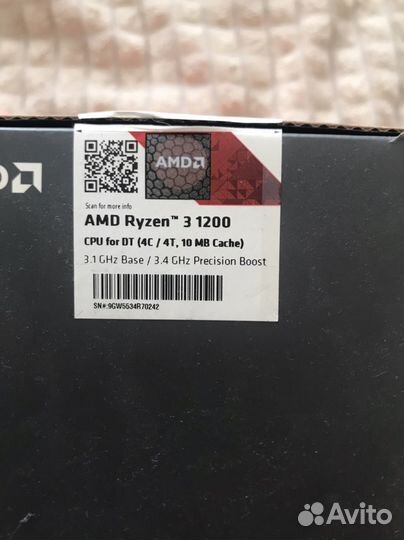 AMD
Scan for more info
AMD Ryzen™ 3 1200
CPU for DT (4C / 4T, 10 MB Cache)
3.1 GHz Base / 3.4 GHz Precision Boost
SN#:9GW5534R70242
Avito